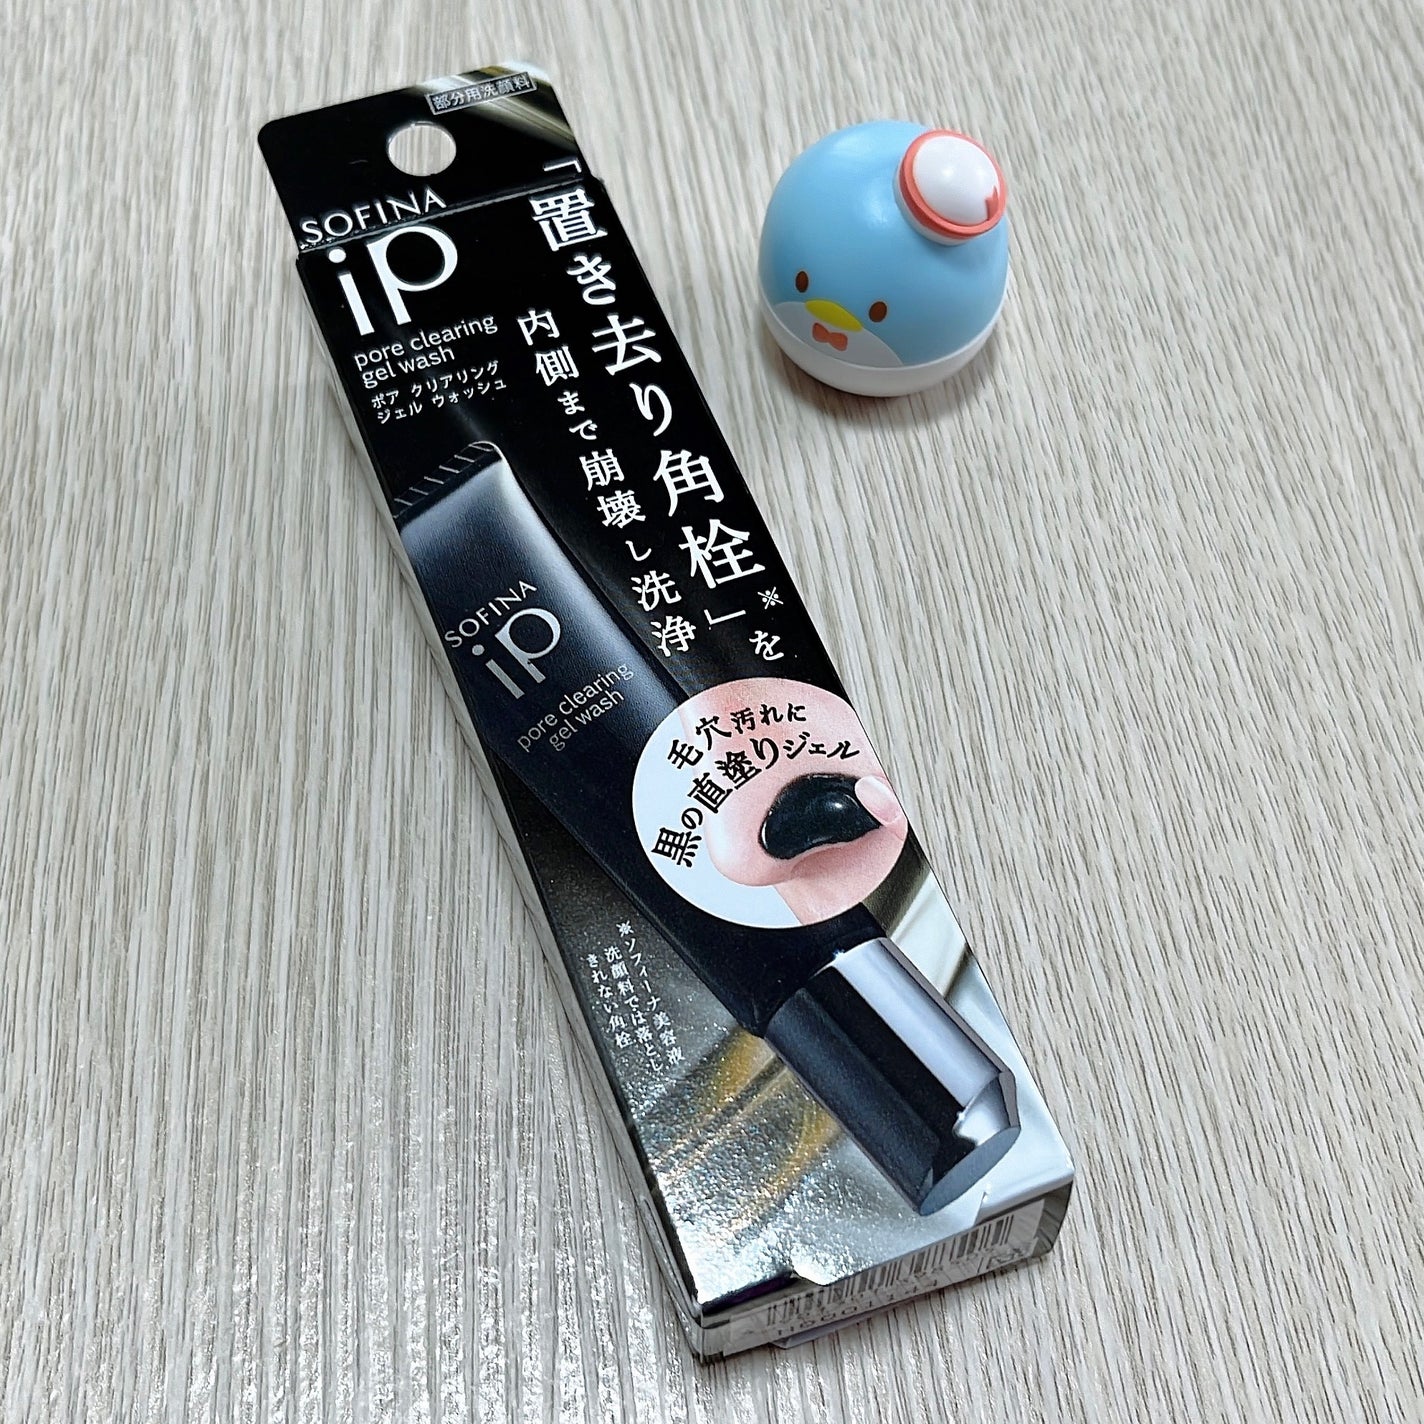 部分用洗顔料
SOFINA
iP
pore clearing
gel wash
ポア クリアリング
ジェル ウォッシュ
「置き去り角栓」※を
内側まで崩壊し洗浄
SOFINA
iP
pore clearing
gel wash
毛穴汚れに
黒の直塗りジェル
※ソフィーナ美容液
洗顔料では落とし
きれない角栓